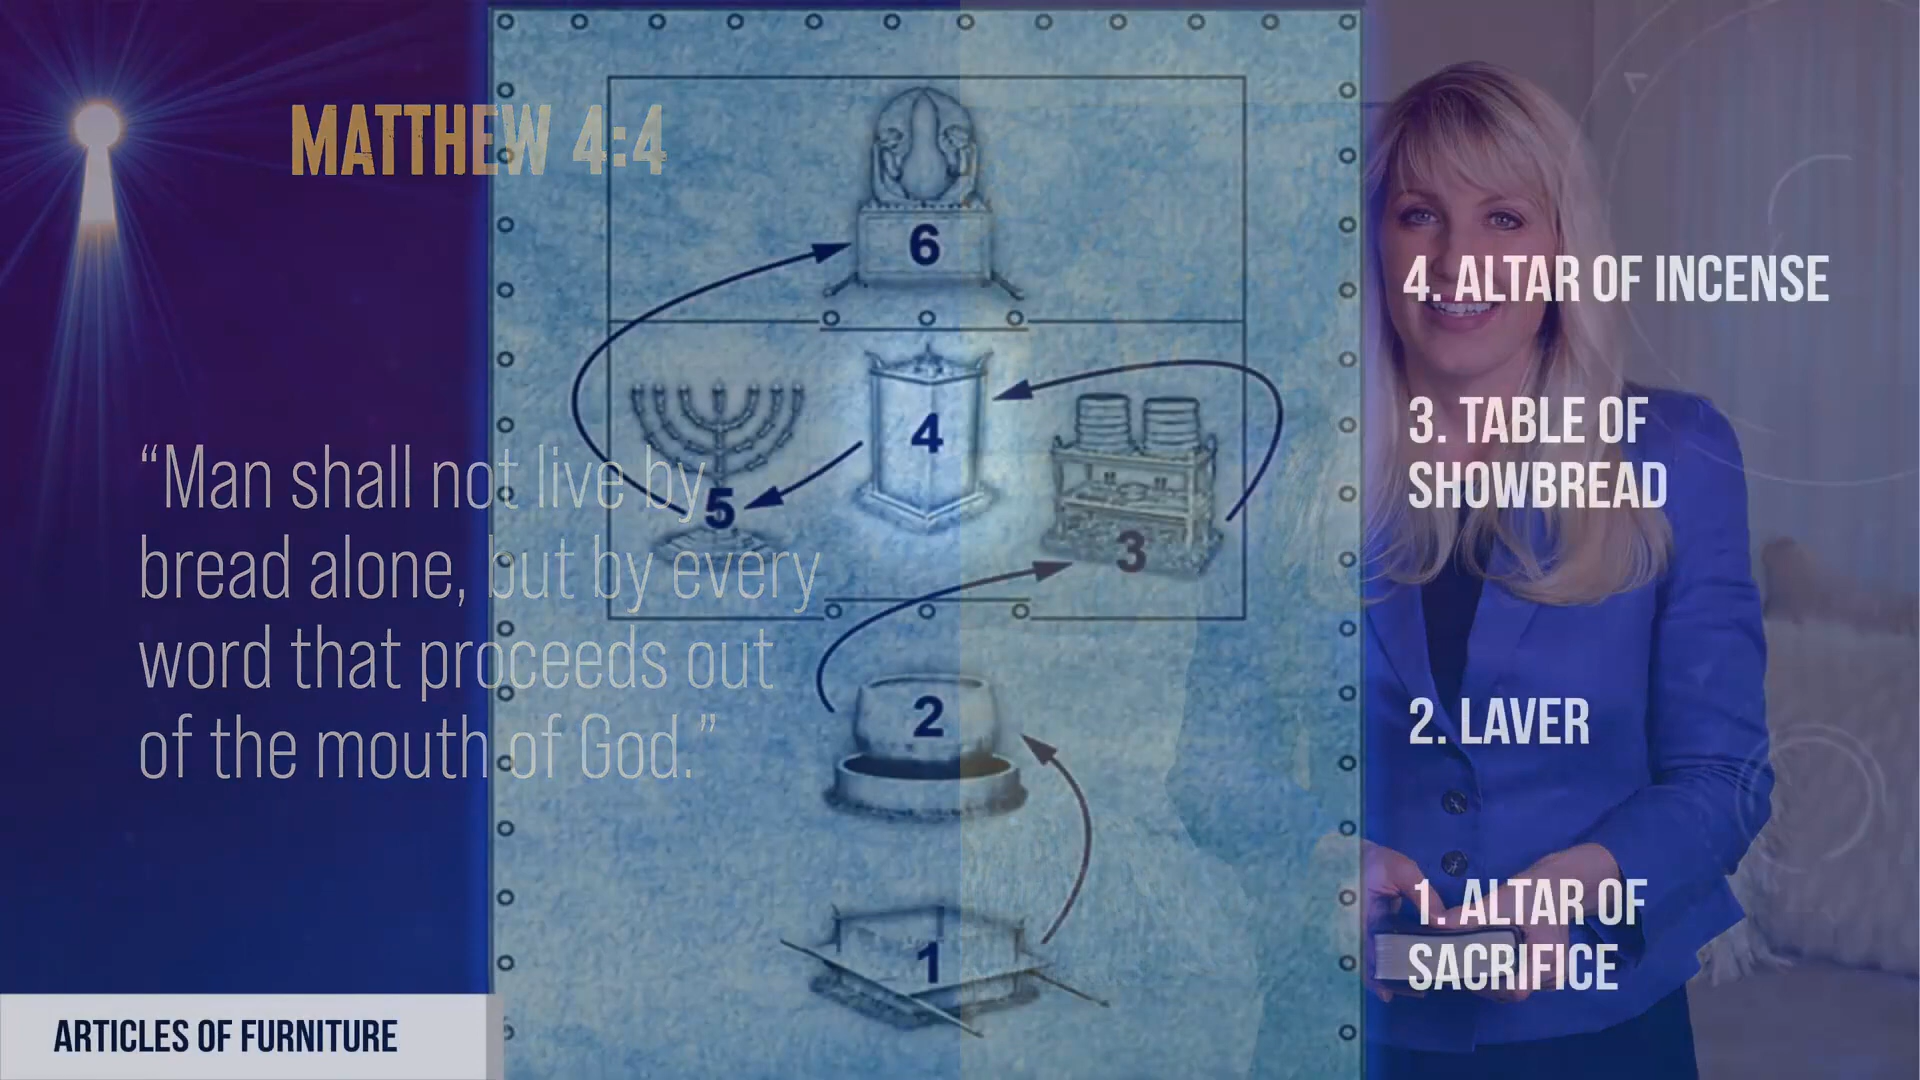 MATTHEW 4:4
“Man shall not live by
bread alone, but by every
word that proceeds out
of the mouth of God.”
6
4
5
3
2
1
4. ALTAR OF INCENSE
3. TABLE OF
SHOWBREAD
2. LAVER
1. ALTAR OF
SACRIFICE
ARTICLES OF FURNITURE